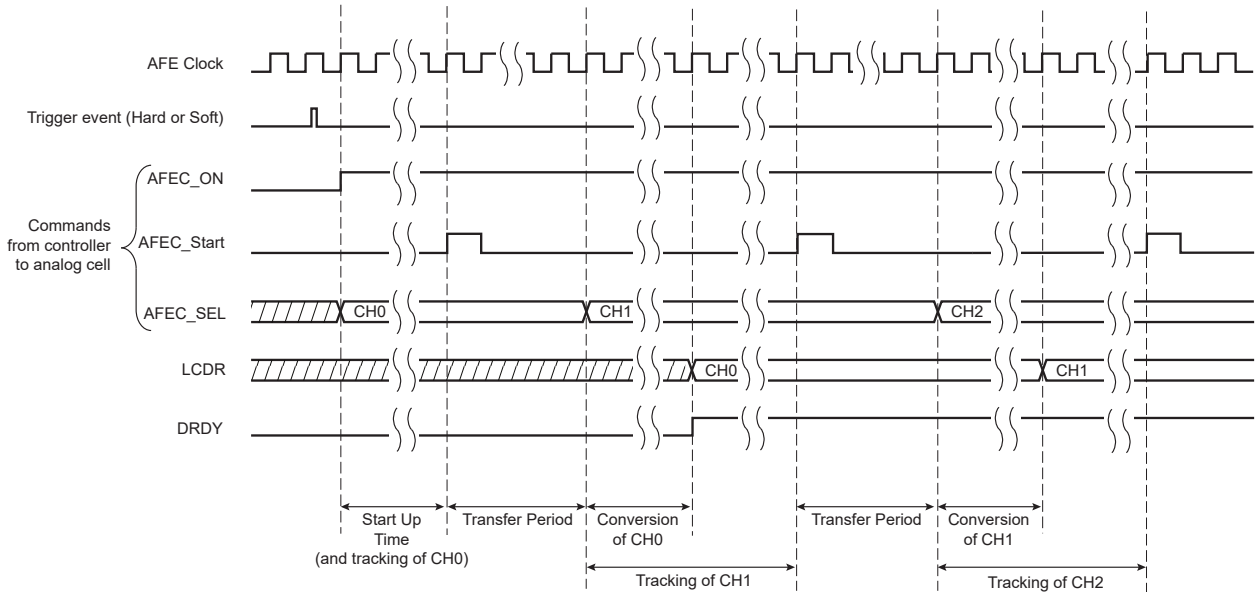 AFE Clock
Trigger event (Hard or Soft)
AFEC_ON
Commands
from controller
to analog cell
AFEC_Start
AFEC_SEL
CH0
CH1
CH2
LCDR
CH0
CH1
DRDY
Start Up
Time
(and tracking of CH0)
Transfer Period
Conversion
of CH0
Tracking of CH1
Transfer Period
Conversion
of CH1
Tracking of CH2